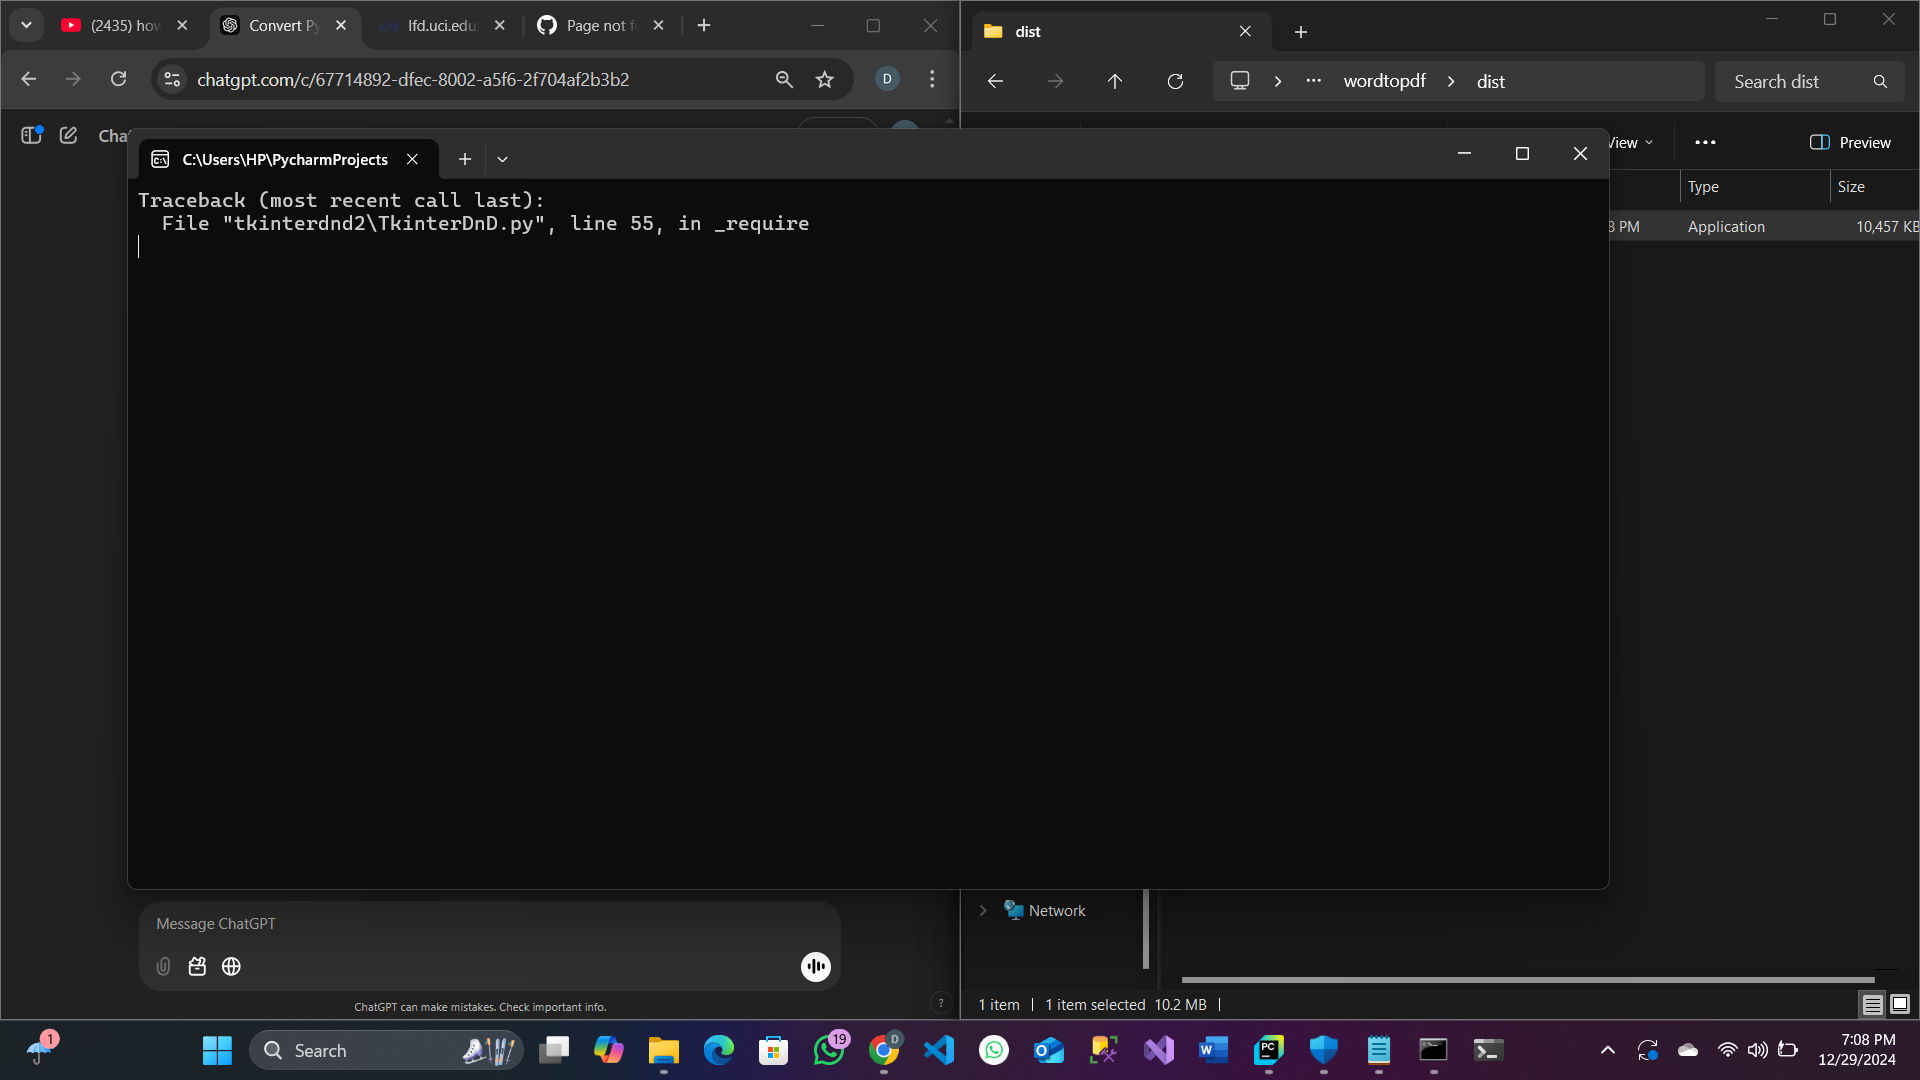 (2435) how
Convert Py
lfd.uci.edu
Page not f
chatgpt.com/c/67714892-dfec-8002-a5f6-2f704af2b3b2
D
dist
wordtopdf
dist
Search dist
Chat
View
Preview
C:\Users\HP\PycharmProjects
Type
Size
8 PM
Application
10,457 KB
Traceback (most recent call last):
  File "tkinterdnd2\TkinterDnD.py", line 55, in _require
Message ChatGPT
ChatGPT can make mistakes. Check important info.
?
Network
1 item
1 item selected 10.2 MB
1
Search
19
D
PC
7:08 PM
12/29/2024